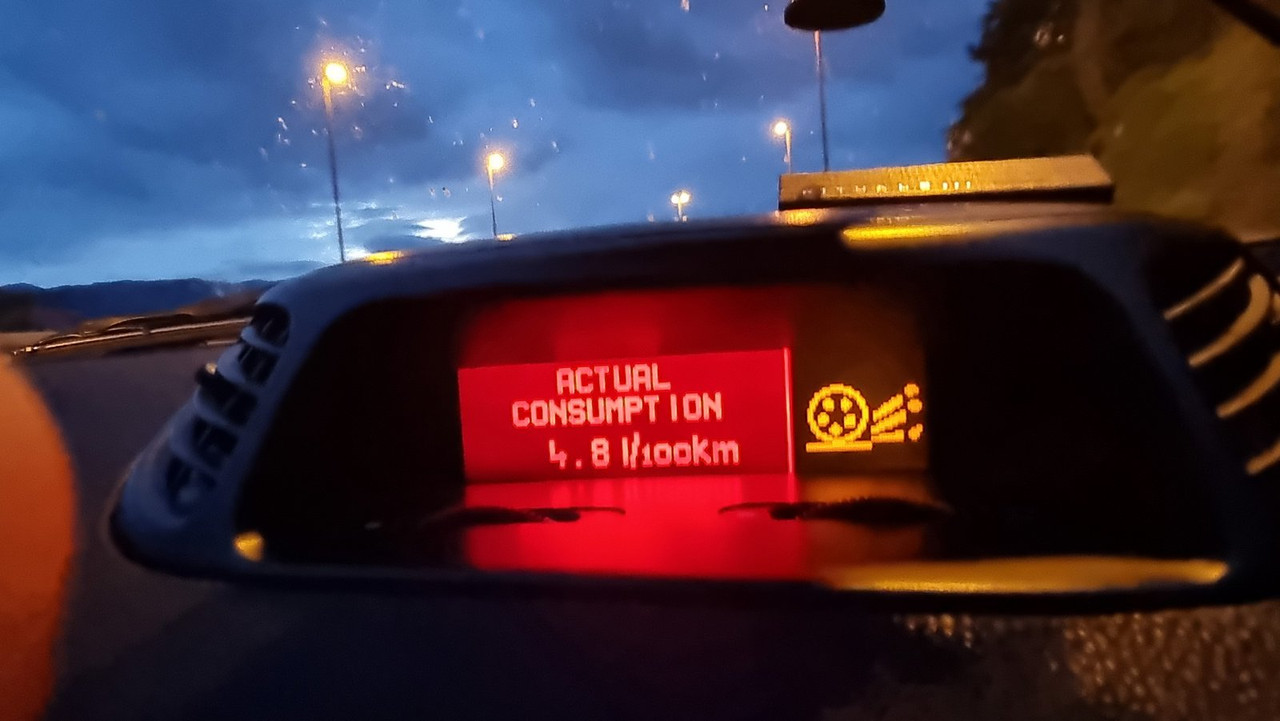 ACTUAL
CONSUMPTION
4.8 l/100km